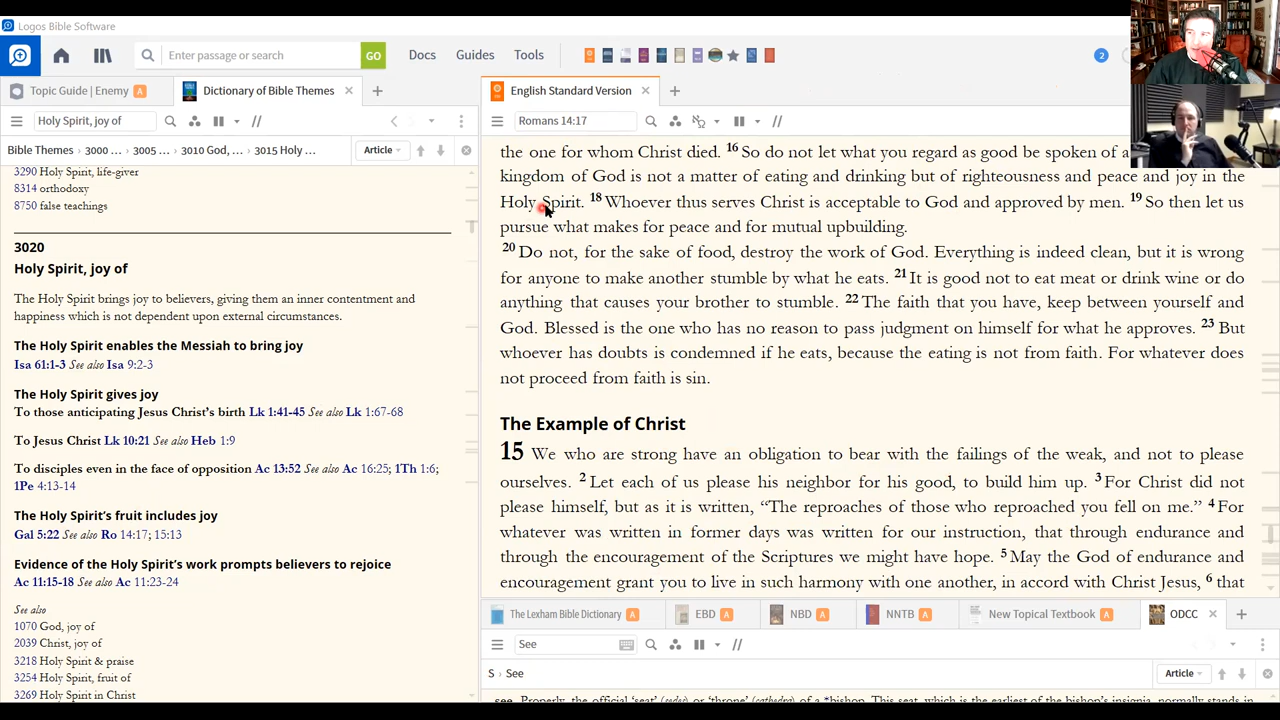 Logos Bible Software
Enter passage or search
GO
Docs
Guides
Tools
2
Topic Guide | Enemy A
Dictionary of Bible Themes
Holy Spirit, joy of
Bible Themes > 3000 ... > 3005 ... > 3010 God, ... > 3015 Holy ...
Article
3290 Holy Spirit, life-giver
8314 orthodoxy
8750 false teachings
3020
Holy Spirit, joy of
The Holy Spirit brings joy to believers, giving them an inner contentment and
happiness which is not dependent upon external circumstances.
The Holy Spirit enables the Messiah to bring joy
Isa 61:1-3 See also Isa 9:2-3
The Holy Spirit gives joy
To those anticipating Jesus Christ's birth Lk 1:41-45 See also Lk 1:67-68
To Jesus Christ Lk 10:21 See also Heb 1:9
To disciples even in the face of opposition Ac 13:52 See also Ac 16:25; 1Th 1:6;
1Pe 4:13-14
The Holy Spirit's fruit includes joy
Gal 5:22 See also Ro 14:17; 15:13
Evidence of the Holy Spirit's work prompts believers to rejoice
Ac 11:15-18 See also Ac 11:23-24
See also
1070 God, joy of
2039 Christ, joy of
3218 Holy Spirit & praise
3254 Holy Spirit, fruit of
3269 Holy Spirit in Christ
English Standard Version
Romans 14:17
the one for whom Christ died. 16 So do not let what you regard as good be spoken of a
kingdom of God is not a matter of eating and drinking but of righteousness and peace and joy in the
Holy Spirit. 18 Whoever thus serves Christ is acceptable to God and approved by men. 19 So then let us
pursue what makes for peace and for mutual upbuilding.
20 Do not, for the sake of food, destroy the work of God. Everything is indeed clean, but it is wrong
for anyone to make another stumble by what he eats. 21 It is good not to eat meat or drink wine or do
anything that causes your brother to stumble. 22 The faith that you have, keep between yourself and
God. Blessed is the one who has no reason to pass judgment on himself for what he approves. 23 But
whoever has doubts is condemned if he eats, because the eating is not from faith. For whatever does
not proceed from faith is sin.
The Example of Christ
15 We who are strong have an obligation to bear with the failings of the weak, and not to please
ourselves. 2 Let each of us please his neighbor for his good, to build him up. 3 For Christ did not
please himself, but as it is written, “The reproaches of those who reproached you fell on me.” 4 For
whatever was written in former days was written for our instruction, that through endurance and
through the encouragement of the Scriptures we might have hope. 5 May the God of endurance and
encouragement grant you to live in such harmony with one another, in accord with Christ Jesus, 6 that
The Lexham Bible Dictionary A
EBD A
NBD A
NNTB A
New Topical Textbook A
ODCC
See
S > See
Article
see. Properly, the official 'seat' (sedes) or 'throne' (cathedra) of a *bishop. This seat, which is the earliest of the bishop's insignia, normally stands in